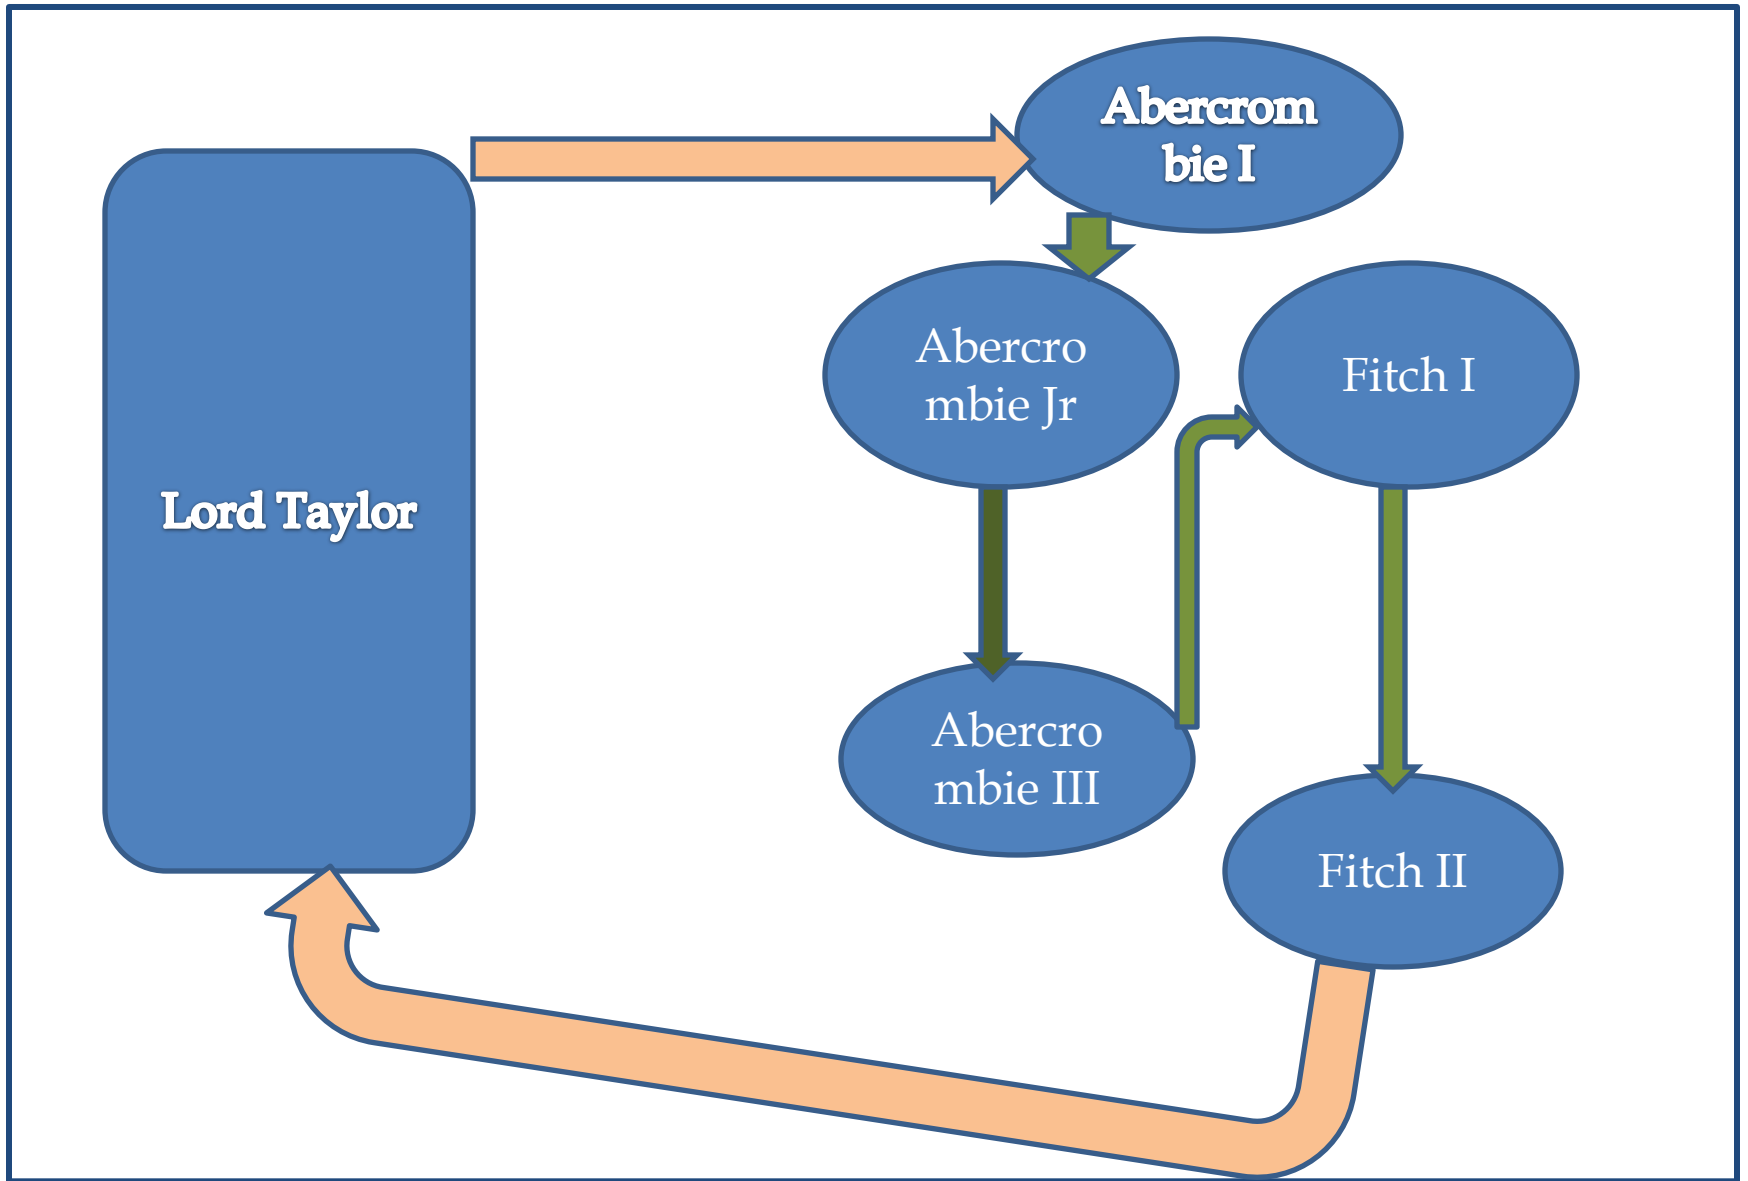 Abercrom
bie I
Lord Taylor
Abercro
mbie Jr
Fitch I
Abercro
mbie III
Fitch II